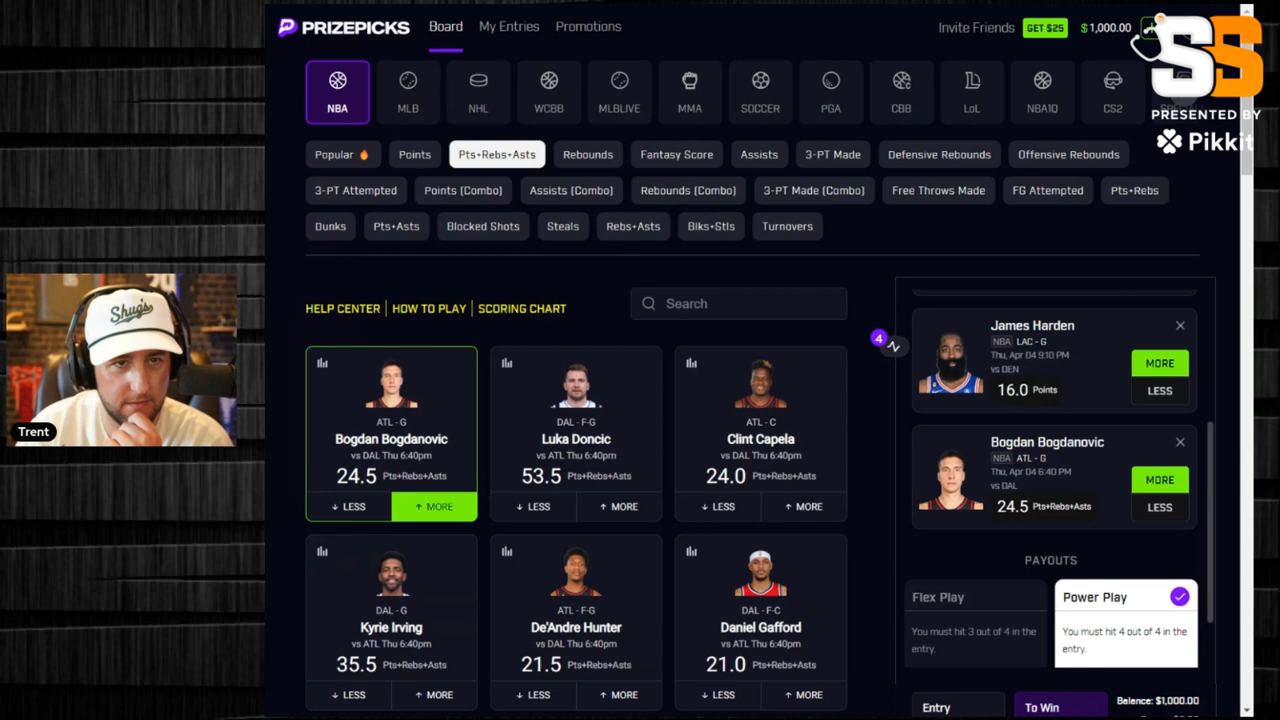 PRIZEPICKS
Board
My Entries
Promotions
Invite Friends
GET $25
$1,000.00
SS
PRESENTED BY
Pikkit
NBA
MLB
NHL
WCBB
MLBLIVE
MMA
SOCCER
PGA
CBB
LoL
NBA1Q
CS2
Popular
Points
Pts+Rebs+Asts
Rebounds
Fantasy Score
Assists
3-PT Made
Defensive Rebounds
Offensive Rebounds
3-PT Attempted
Points (Combo)
Assists (Combo)
Rebounds (Combo)
3-PT Made (Combo)
Free Throws Made
FG Attempted
Pts+Rebs
Dunks
Pts+Asts
Blocked Shots
Steals
Rebs+Asts
Blks+Stls
Turnovers
HELP CENTER
HOW TO PLAY
SCORING CHART
Search
ATL - G
Bogdan Bogdanovic
vs DAL Thu 6:40pm
24.5 Pts+Rebs+Asts
↓ LESS
↑ MORE
DAL - F-G
Luka Doncic
vs ATL Thu 6:40pm
53.5 Pts+Rebs+Asts
↓ LESS
↑ MORE
ATL - C
Clint Capela
vs DAL Thu 6:40pm
24.0 Pts+Rebs+Asts
↓ LESS
↑ MORE
DAL - G
Kyrie Irving
vs ATL Thu 6:40pm
35.5 Pts+Rebs+Asts
↓ LESS
↑ MORE
ATL - F-G
De'Andre Hunter
vs DAL Thu 6:40pm
21.5 Pts+Rebs+Asts
↓ LESS
↑ MORE
DAL - F-C
Daniel Gafford
vs ATL Thu 6:40pm
21.0 Pts+Rebs+Asts
↓ LESS
↑ MORE
4
James Harden
NBA LAC - G
Thu, Apr 04 9:10 PM
vs DEN
16.0 Points
MORE
LESS
Bogdan Bogdanovic
NBA ATL - G
Thu, Apr 04 6:40 PM
vs DAL
24.5 Pts+Rebs+Asts
MORE
LESS
PAYOUTS
Flex Play
You must hit 3 out of 4 in the
entry.
Power Play
You must hit 4 out of 4 in the
entry.
Entry
To Win
Balance: $1,000.00
Shug's
Trent